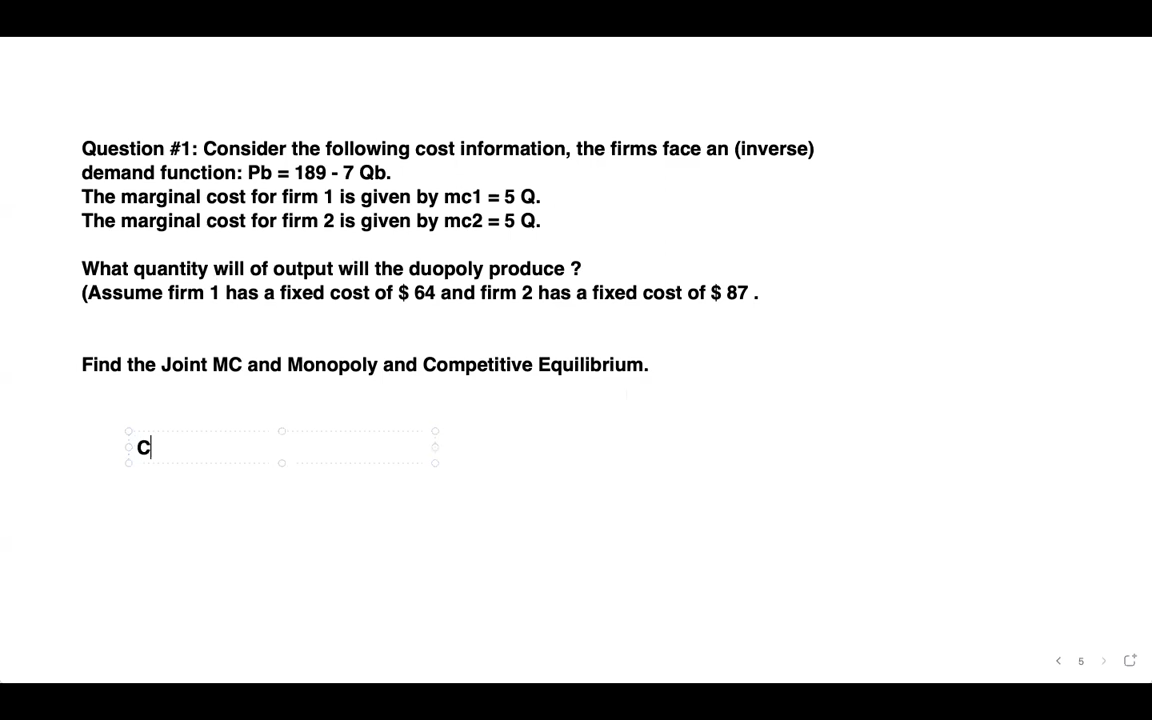 Question #1: Consider the following cost information, the firms face an (inverse)
demand function: Pb = 189 - 7 Qb.
The marginal cost for firm 1 is given by mc1 = 5 Q.
The marginal cost for firm 2 is given by mc2 = 5 Q.
What quantity will of output will the duopoly produce ?
(Assume firm 1 has a fixed cost of $ 64 and firm 2 has a fixed cost of $ 87 .
Find the Joint MC and Monopoly and Competitive Equilibrium.
C
5